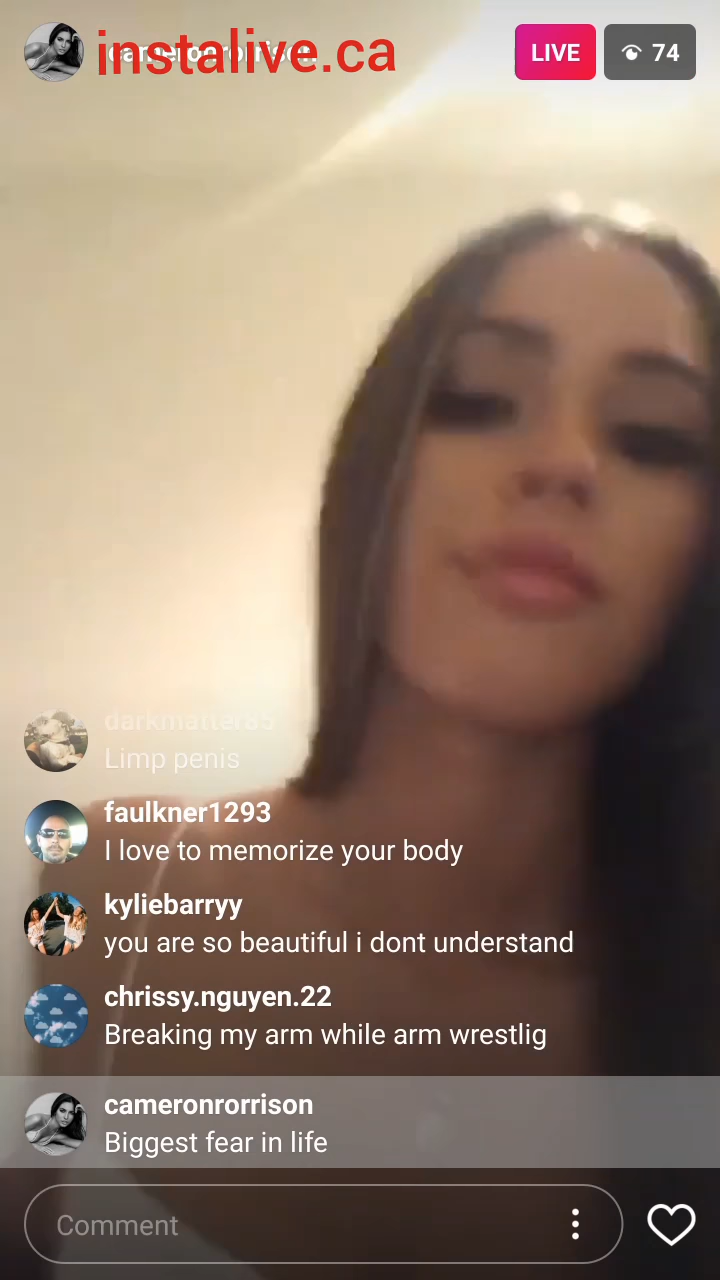 instalive.ca
LIVE
74
darkmatter85
Limp penis
faulkner1293
I love to memorize your body
kyliebarryy
you are so beautiful i dont understand
chrissy.nguyen.22
Breaking my arm while arm wrestlig
cameronrorrison
Biggest fear in life
Comment